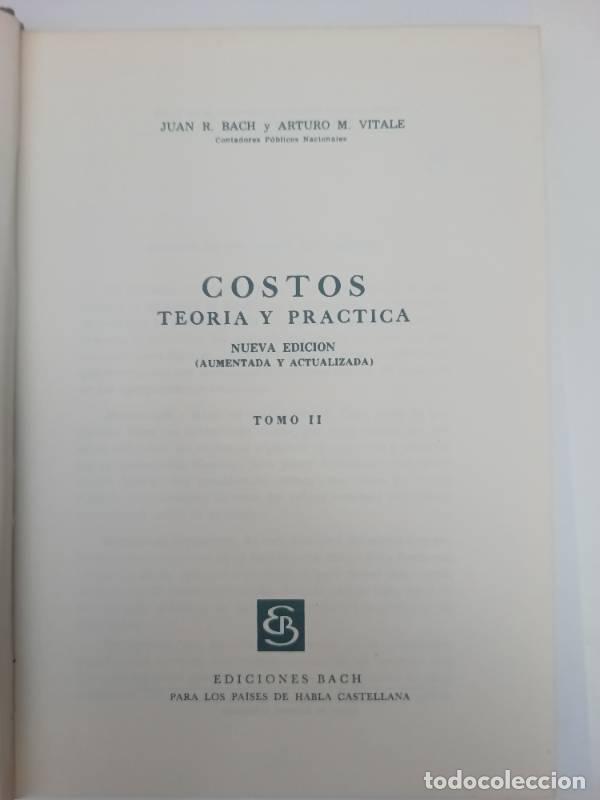 JUAN R. BACH y ARTURO M. VITALE
Contadores Públicos Nacionales
COSTOS
TEORIA Y PRACTICA
NUEVA EDICION
(AUMENTADA Y ACTUALIZADA)
TOMO II
EB
EDICIONES BACH
PARA LOS PAISES DE HABLA CASTELLANA
todocoleccion